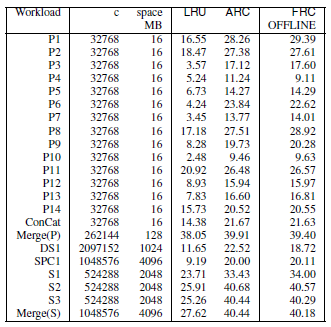 Workload c space LRU ARC FRC
MB OFFLINE
P1 32768 16 16.55 28.26 29.39
P2 32768 16 18.47 27.38 27.61
P3 32768 16 3.57 17.12 17.60
P4 32768 16 5.24 11.24 9.11
P5 32768 16 6.73 14.27 14.29
P6 32768 16 4.24 23.84 22.62
P7 32768 16 3.45 13.77 14.01
P8 32768 16 17.18 27.51 28.92
P9 32768 16 8.28 19.73 20.28
P10 32768 16 2.48 9.46 9.63
P11 32768 16 20.92 26.48 26.57
P12 32768 16 8.93 15.94 15.97
P13 32768 16 7.83 16.60 16.81
P14 32768 16 15.73 20.52 20.55
ConCat 32768 16 14.38 21.67 21.63
Merge(P) 262144 128 38.05 39.91 39.40
DS1 2097152 1024 11.65 22.52 18.72
SPC1 1048576 4096 9.19 20.00 20.11
S1 524288 2048 23.71 33.43 34.00
S2 524288 2048 25.91 40.68 40.57
S3 524288 2048 25.26 40.44 40.29
Merge(S) 1048576 4096 27.62 40.44 40.18